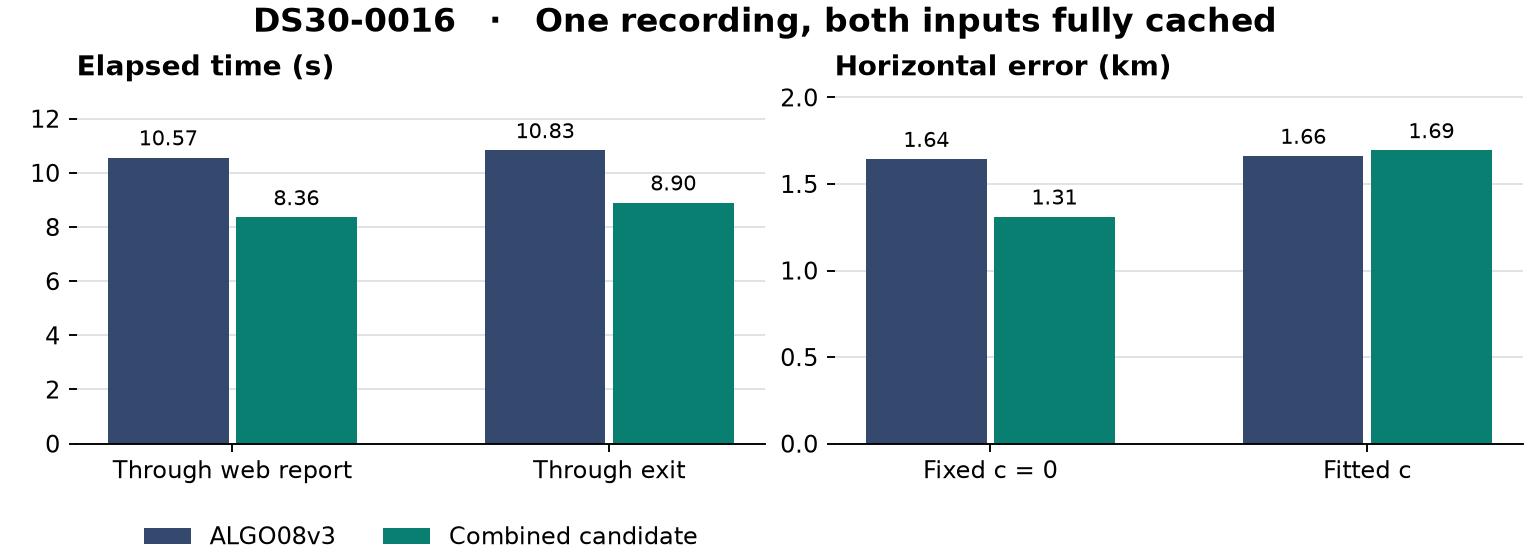 DS30-0016 · One recording, both inputs fully cached
Elapsed time (s)
12
10
8
6
4
2
0
10.57
8.36
10.83
8.90
Through web report
Through exit
Horizontal error (km)
2.0
1.5
1.0
0.5
0.0
1.64
1.31
1.66
1.69
Fixed c = 0
Fitted c
ALGO08v3
Combined candidate